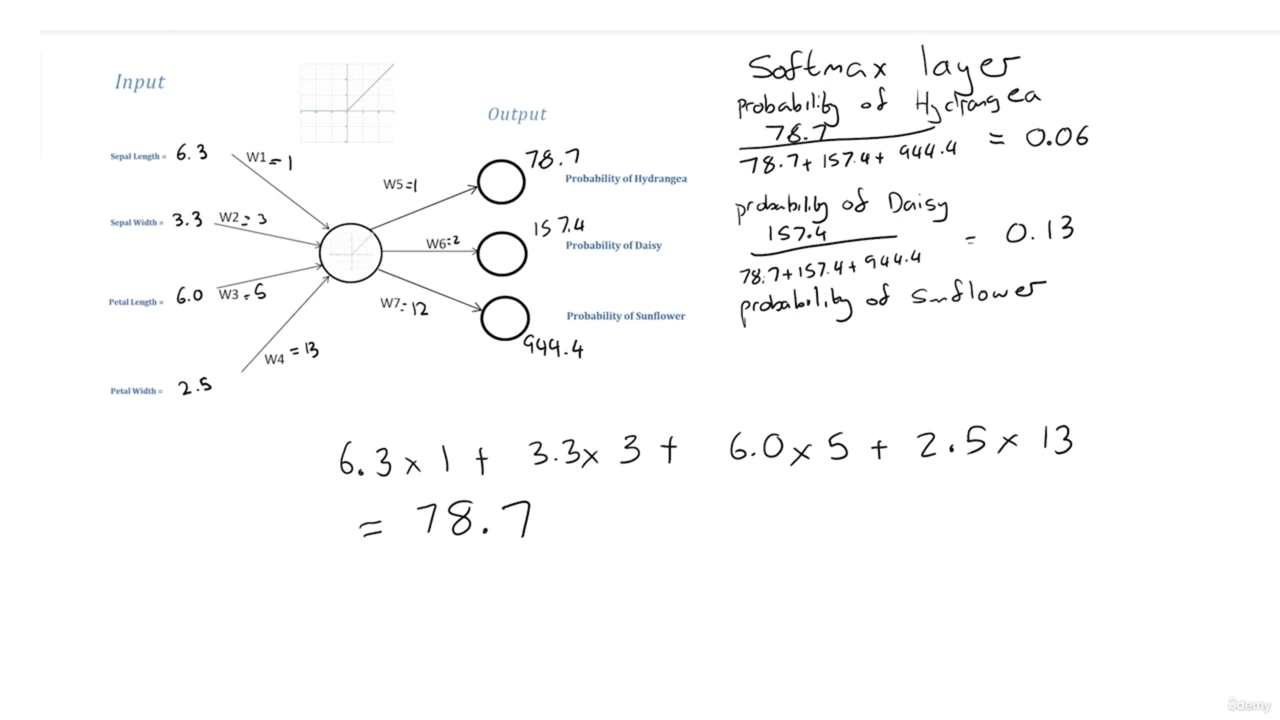 Input
Output
Sepal Length = 6.3
W1 = 1
Sepal Width = 3.3
W2 = 3
Petal Length = 6.0
W3 = 5
Petal Width = 2.5
W4 = 13
W5 = 1
W6 = 2
W7 = 12
78.7
Probability of Hydrangea
157.4
Probability of Daisy
Probability of Sunflower
944.4
Softmax layer
probability of Hydrangea
78.7
78.7 + 157.4 + 944.4 = 0.06
probability of Daisy
157.4
78.7 + 157.4 + 944.4 = 0.13
probability of sunflower
6.3 x 1 + 3.3 x 3 + 6.0 x 5 + 2.5 x 13
= 78.7
ûdemy